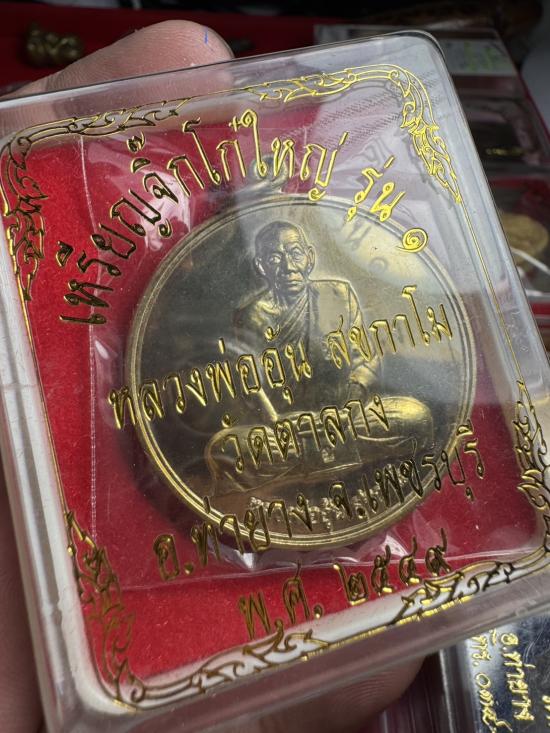 เหรียญจิ๊กโก๋ใหญ่ รุ่น ๑
หลวงพ่ออุ้น สุขกาโม
วัดตาลกง
อ.ท่ายาง จ.เพชรบุรี
พ.ศ. ๒๕๔๙